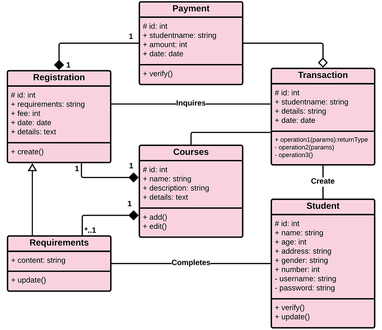 Payment
# id: int
+ studentname: string
+ amount: int
+ date: date
+ verify()
1
1
Registration
# id: int
+ requirements: string
+ fee: int
+ date: date
+ details: text
+ create()
Inquires
Transaction
# id: int
+ studentname: string
+ details: string
+ date: date
+ operation1(params):returnType
- operation2(params)
- operation3()
1
1
Courses
# id: int
+ name: string
+ description: string
+ details: text
+ add()
+ edit()
1
*..1
Create
Requirements
+ content: string
+ update()
Completes
Student
# id: int
+ name: string
+ age: int
+ address: string
+ gender: string
+ number: int
- username: string
- password: string
+ verify()
+ update()